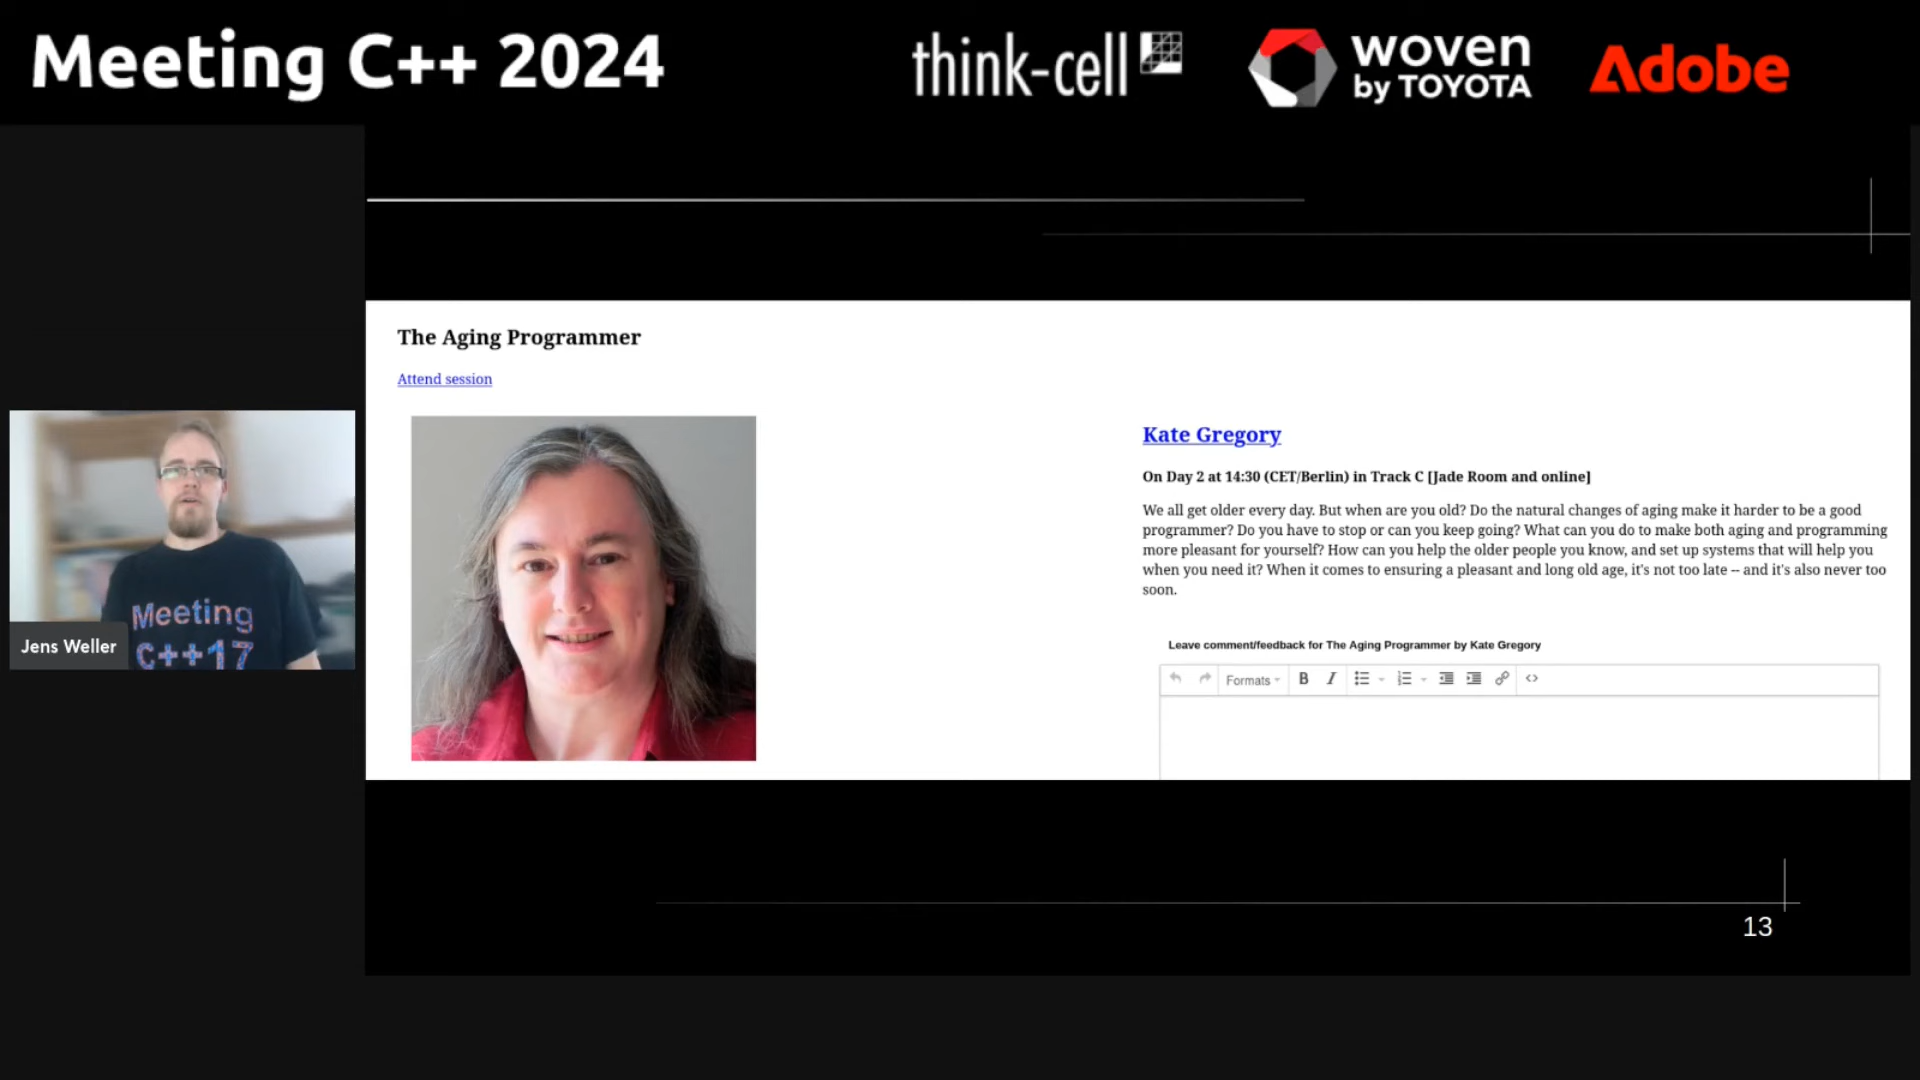 Meeting C++ 2024
think-cell
woven
by TOYOTA
Adobe
The Aging Programmer
Attend session
Kate Gregory
On Day 2 at 14:30 (CET/Berlin) in Track C [Jade Room and online]
We all get older every day. But when are you old? Do the natural changes of aging make it harder to be a good
programmer? Do you have to stop or can you keep going? What can you do to make both aging and programming
more pleasant for yourself? How can you help the older people you know, and set up systems that will help you
when you need it? When it comes to ensuring a pleasant and long old age, it's not too late -- and it's also never too
soon.
Leave comment/feedback for The Aging Programmer by Kate Gregory
Formats
B I
Meeting
C++17
Jens Weller
13